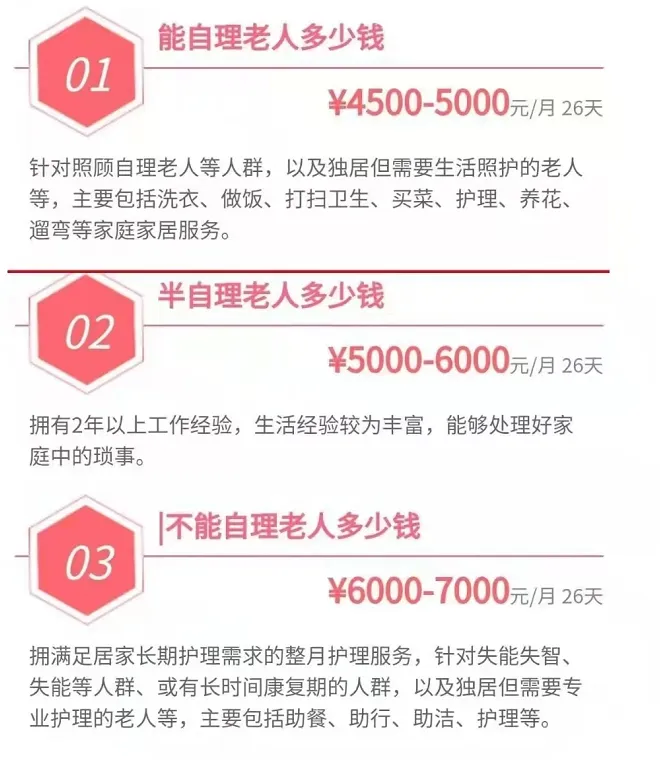 01
能自理老人多少钱
¥4500-5000元/月 26天
针对照顾自理老人等人群，以及独居但需要生活照护的老人
等，主要包括洗衣、做饭、打扫卫生、买菜、护理、养花、
遛弯等家庭家居服务。
02
半自理老人多少钱
¥5000-6000元/月 26天
拥有2年以上工作经验，生活经验较为丰富，能够处理好家
庭中的琐事。
03
|不能自理老人多少钱
¥6000-7000元/月 26天
拥满足居家长期护理需求的整月护理服务，针对失能失智、
失能等人群、或有长时间康复期的人群，以及独居但需要专
业护理的老人等，主要包括助餐、助行、助洁、护理等。